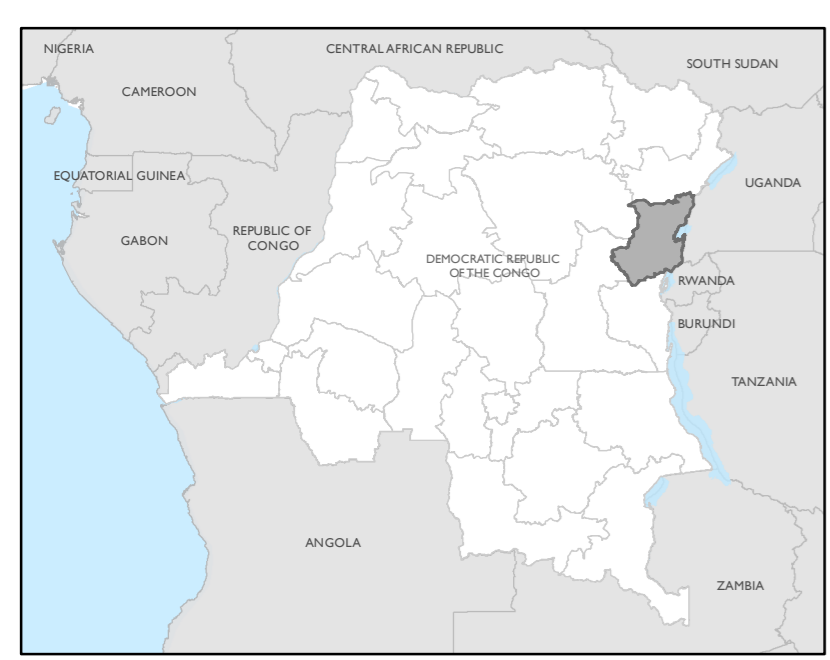 NIGERIA
CENTRAL AFRICAN REPUBLIC
SOUTH SUDAN
CAMEROON
EQUATORIAL GUINEA
UGANDA
GABON
REPUBLIC OF
CONGO
DEMOCRATIC REPUBLIC
OF THE CONGO
RWANDA
BURUNDI
TANZANIA
ANGOLA
ZAMBIA